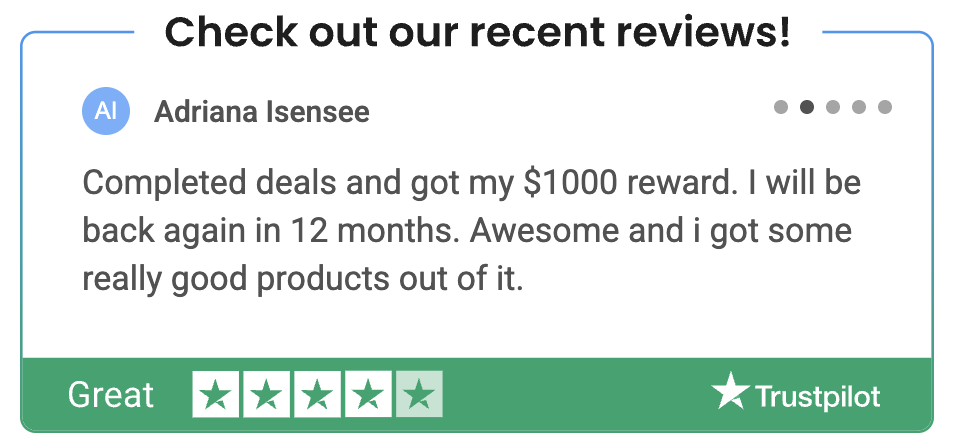 Check out our recent reviews!
AI
Adriana Isensee
Completed deals and got my $1000 reward. I will be
back again in 12 months. Awesome and i got some
really good products out of it.
Great
Trustpilot